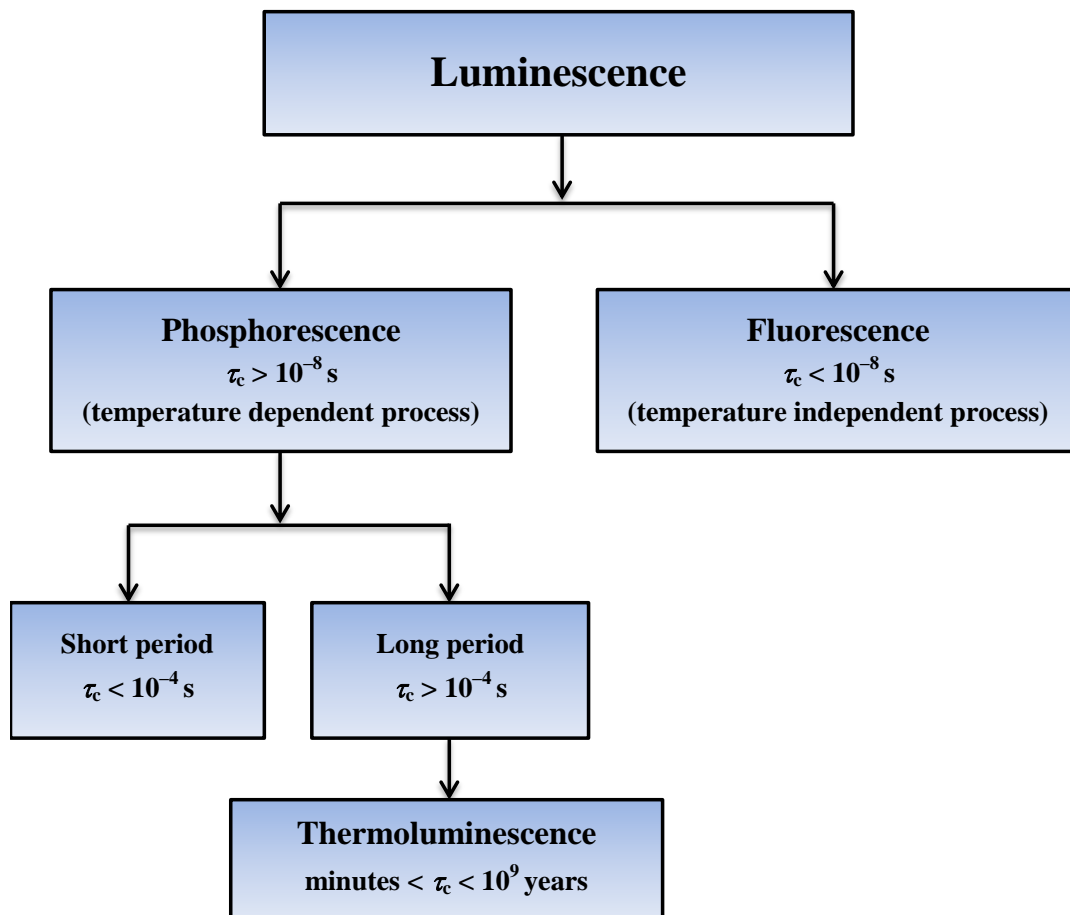 Luminescence
Phosphorescence
τc > 10⁻⁸ s
(temperature dependent process)
Fluorescence
τc < 10⁻⁸ s
(temperature independent process)
Short period
τc < 10⁻⁴ s
Long period
τc > 10⁻⁴ s
Thermoluminescence
minutes < τc < 10⁹ years